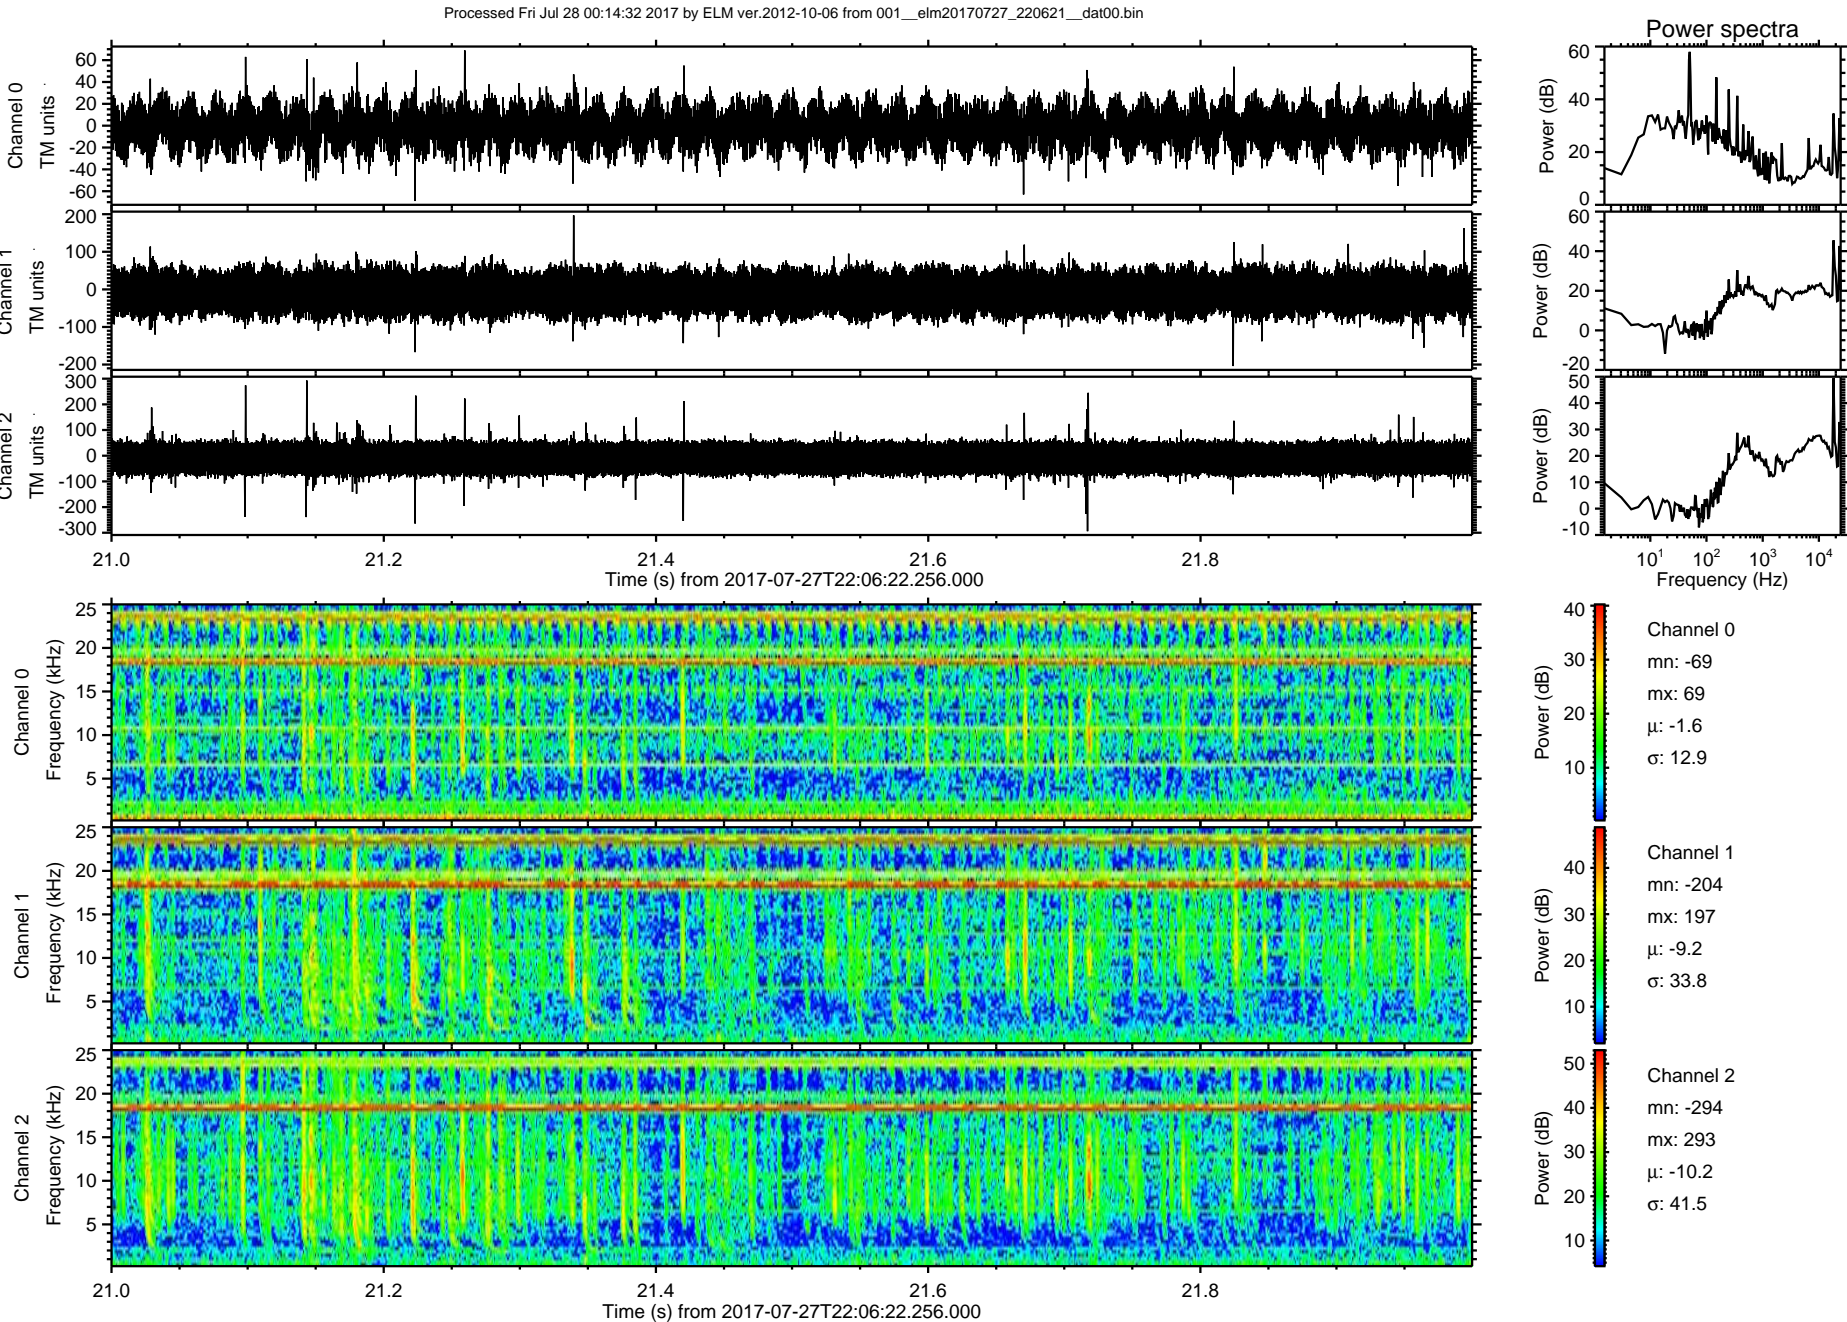 Processed Fri Jul 28 00:14:32 2017 by ELM ver.2012-10-06 from 001__elm20170727_220621__dat00.bin
Power spectra
Channel 0
TM units
60
40
20
0
-20
-40
-60
Power (dB)
60
40
20
0
Channel 1
TM units
200
100
0
-100
-200
Power (dB)
60
40
20
0
-20
Channel 2
TM units
300
200
100
0
-100
-200
-300
Power (dB)
50
40
30
20
10
0
-10
21.0 21.2 21.4 21.6 21.8
Time (s) from 2017-07-27T22:06:22.256.000
10¹ 10² 10³ 10⁴
Frequency (Hz)
Channel 0
Frequency (kHz)
25
20
15
10
5
Power (dB)
40
30
20
10
Channel 0
mn: -69
mx: 69
μ: -1.6
σ: 12.9
Channel 1
Frequency (kHz)
25
20
15
10
5
Power (dB)
40
30
20
10
Channel 1
mn: -204
mx: 197
μ: -9.2
σ: 33.8
Channel 2
Frequency (kHz)
25
20
15
10
5
Power (dB)
50
40
30
20
10
Channel 2
mn: -294
mx: 293
μ: -10.2
σ: 41.5
21.0 21.2 21.4 21.6 21.8
Time (s) from 2017-07-27T22:06:22.256.000